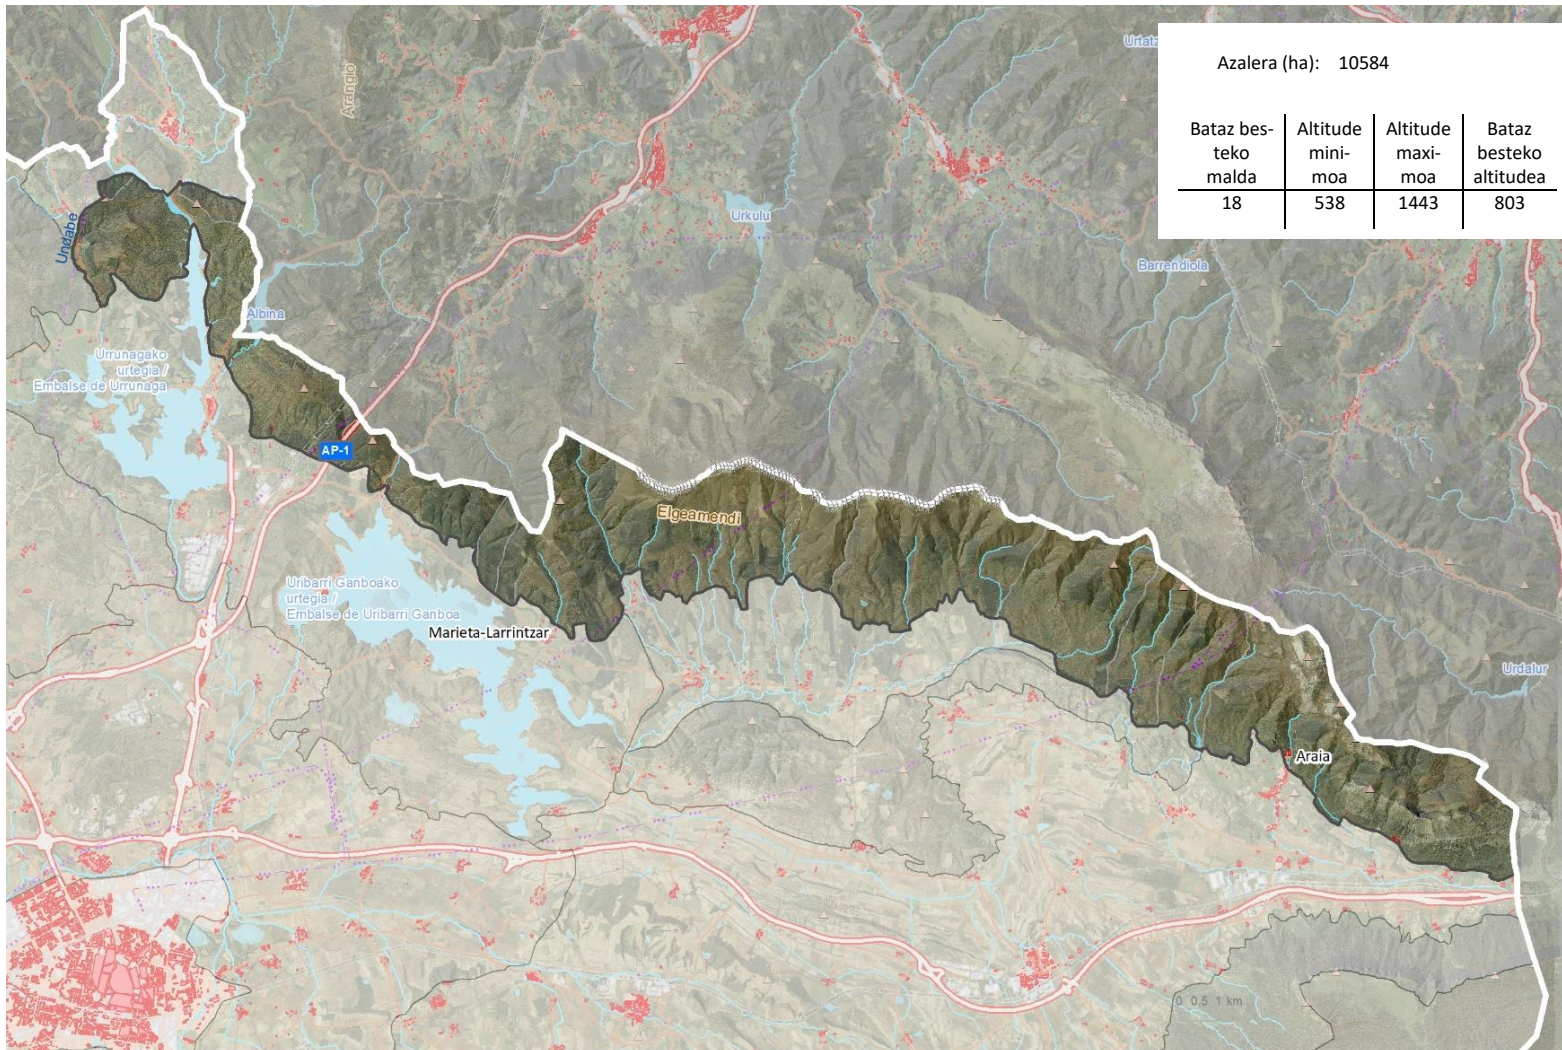 Azalera (ha): 10584
Bataz bes-
teko
malda
Altitude
mini-
moa
Altitude
maxi-
moa
Bataz
besteko
altitudea
18
538
1443
803
Arangio
Urkulu
Barrendiola
Undabe
Albina
Urrunagako
urtegia /
Embalse de Urrunaga
AP-1
Elgeamendi
Uribarri Ganboako
urtegia /
Embalse de Uribarri Ganboa
Marieta-Larrintzar
Urdalur
Araia
0 0.5 1 km